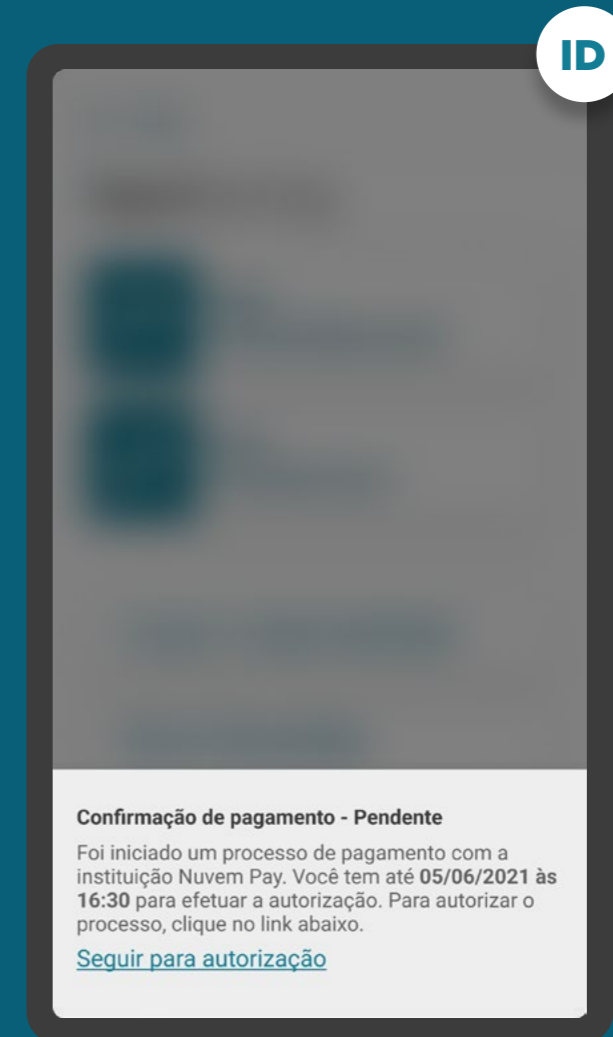 ID
Confirmação de pagamento - Pendente
Foi iniciado um processo de pagamento com a
instituição Nuvem Pay. Você tem até 05/06/2021 às
16:30 para efetuar a autorização. Para autorizar o
processo, clique no link abaixo.
Seguir para autorização